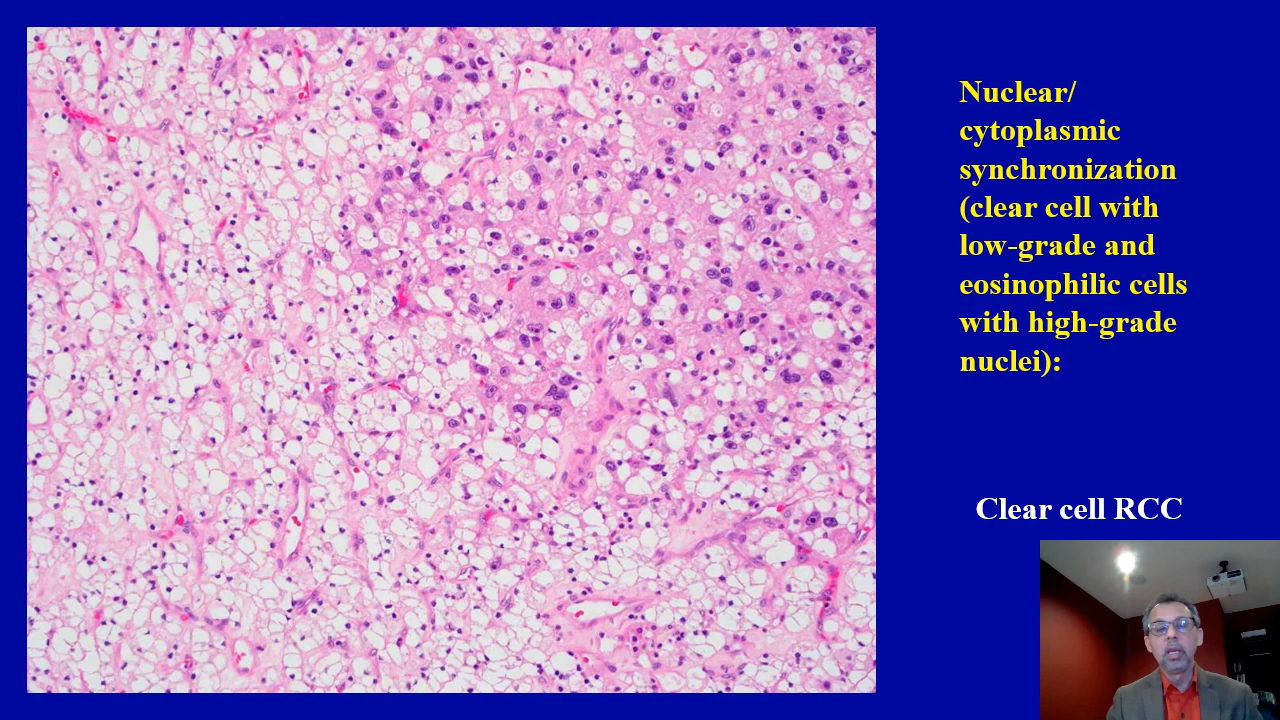 Nuclear/
cytoplasmic
synchronization
(clear cell with
low-grade and
eosinophilic cells
with high-grade
nuclei):
Clear cell RCC